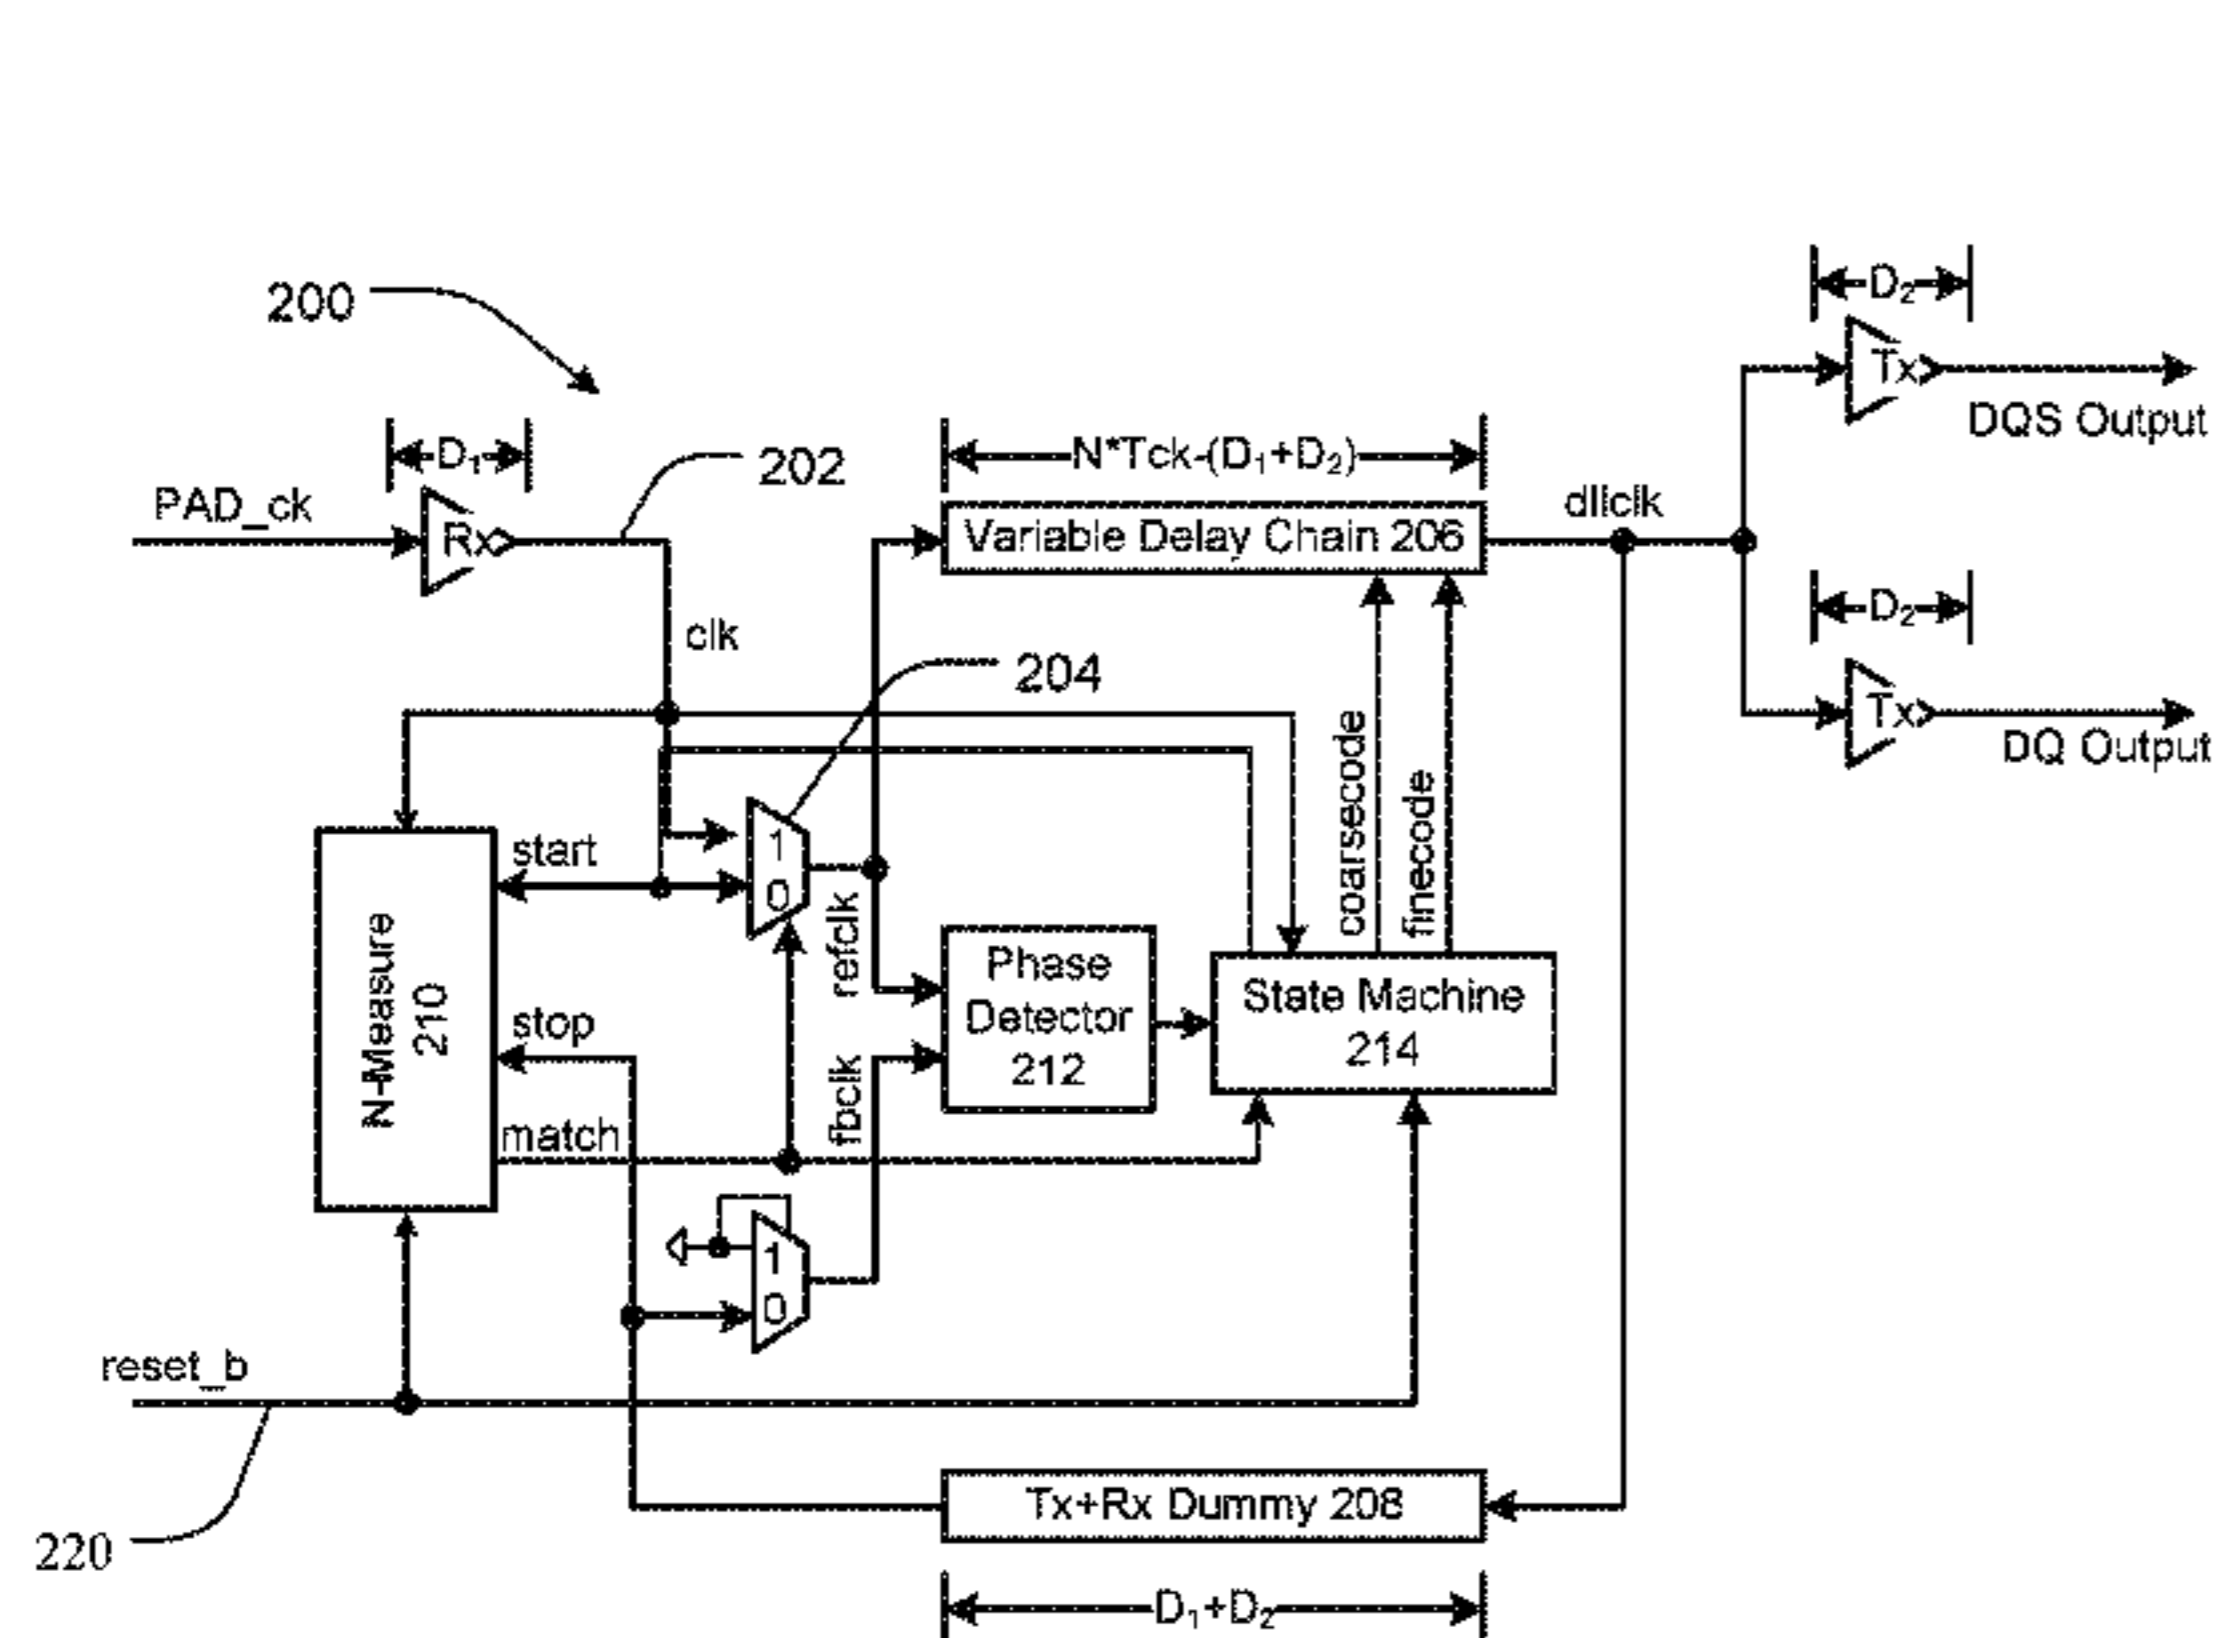 200
D₂
Tx
DQS Output
D₁
202
N*Tck-(D₁+D₂)
PAD_ck
Rx
Variable Delay Chain 206
dllclk
D₂
Tx
DQ Output
clk
204
coarsecode
finecode
start
1
0
refclk
N-Measure
210
Phase
Detector
212
State Machine
214
stop
fbclk
match
1
0
reset_b
220
Tx+Rx Dummy 208
D₁+D₂